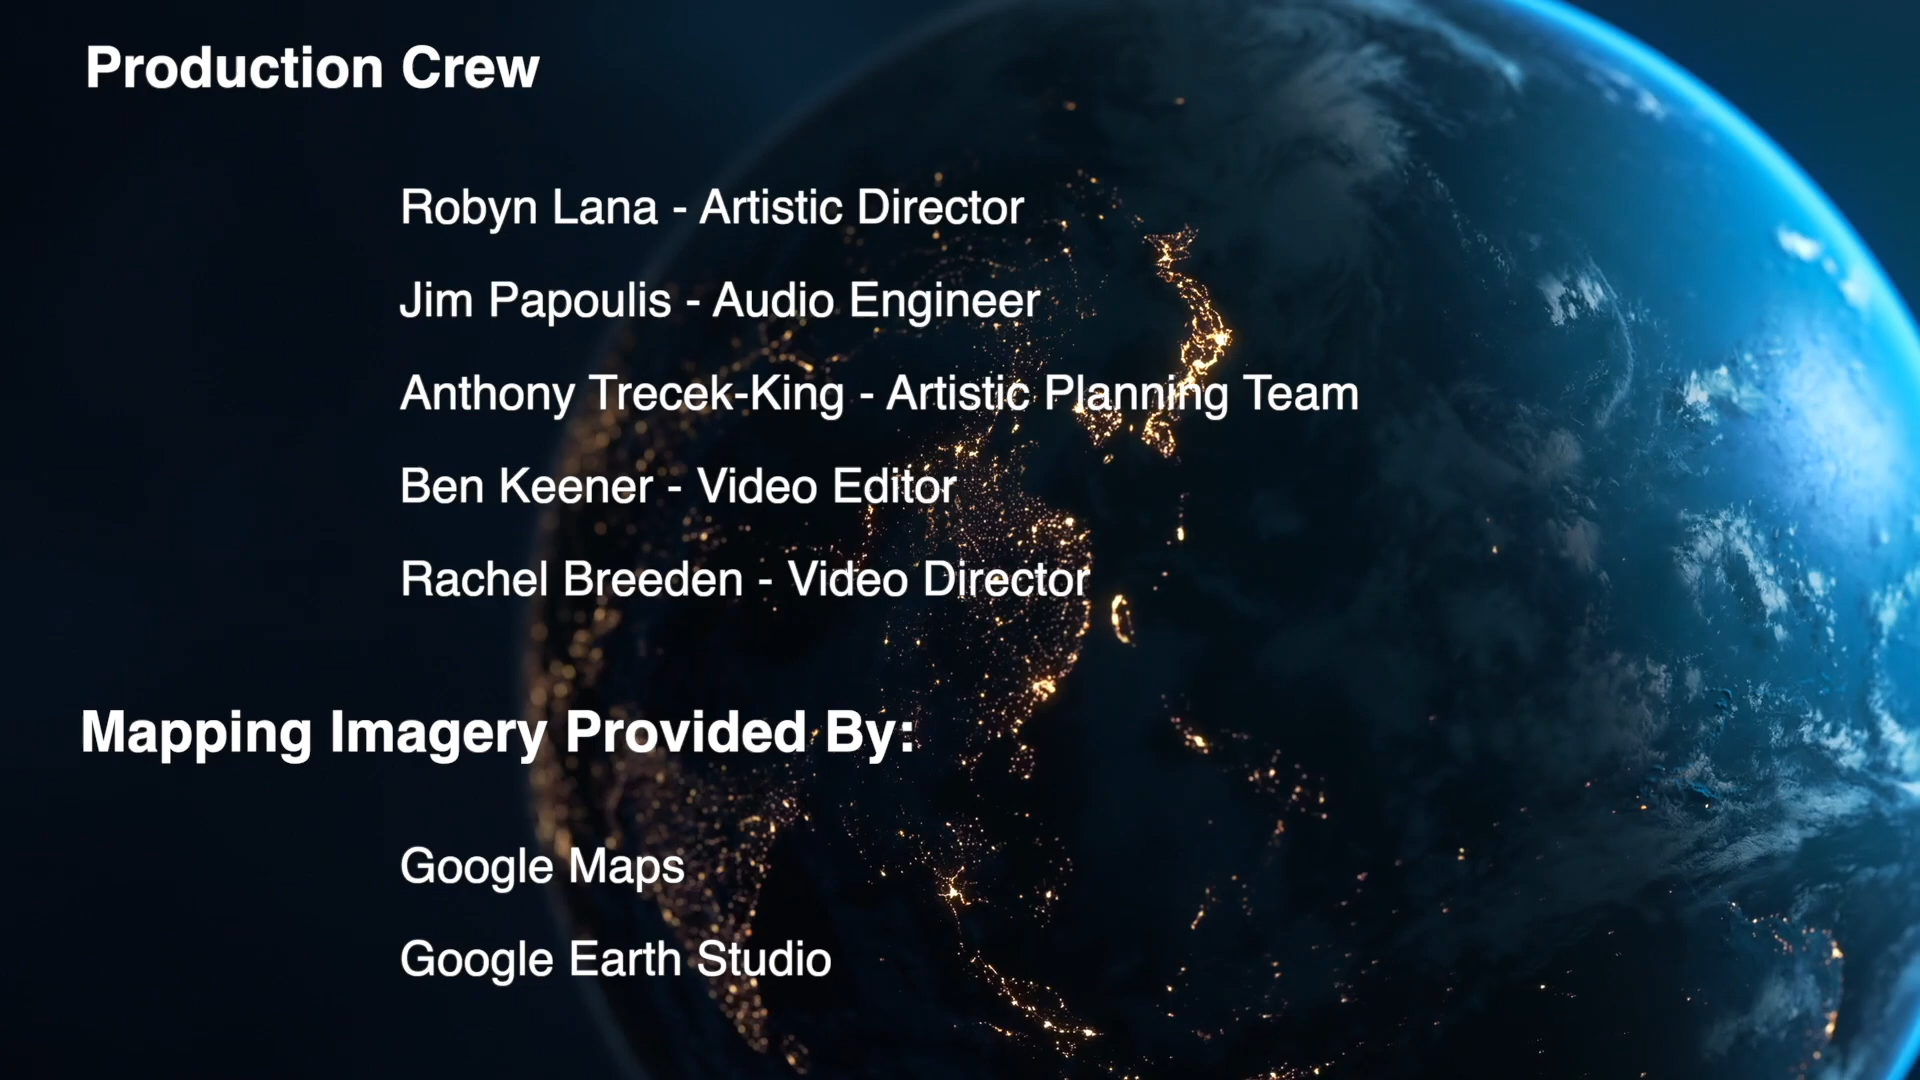 Production Crew
Robyn Lana - Artistic Director
Jim Papoulis - Audio Engineer
Anthony Trecek-King - Artistic Planning Team
Ben Keener - Video Editor
Rachel Breeden - Video Director
Mapping Imagery Provided By:
Google Maps
Google Earth Studio